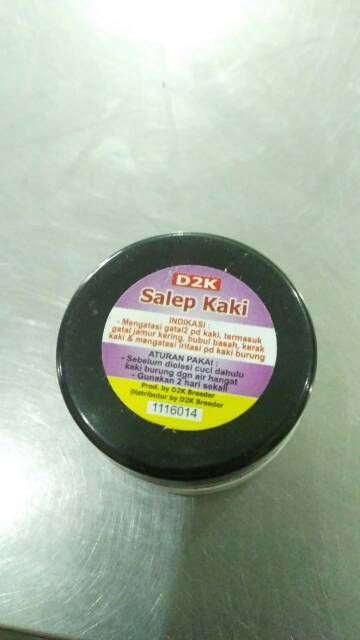 D2K
Salep Kaki
INDIKASI :
- Mengatasi gatal2 pd kaki, termasuk
gatal jamur kering, bubul basah, kerak
kaki & mangatasi iritasi pd kaki burung
ATURAN PAKAI :
- Sebelum diolesi cuci dahulu
kaki burung dgn air hangat
- Gunakan 2 hari sekali
Prod. by D2K Breeder
Distributor by D2K Breeder
1116014